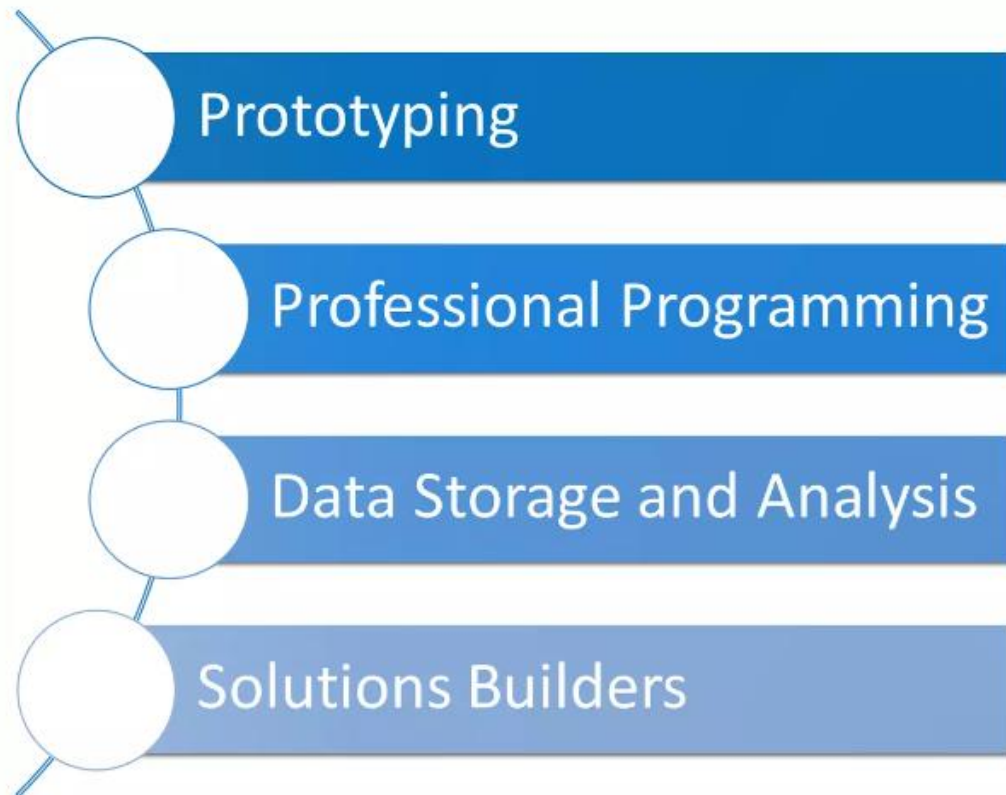 Prototyping
Professional Programming
Data Storage and Analysis
Solutions Builders